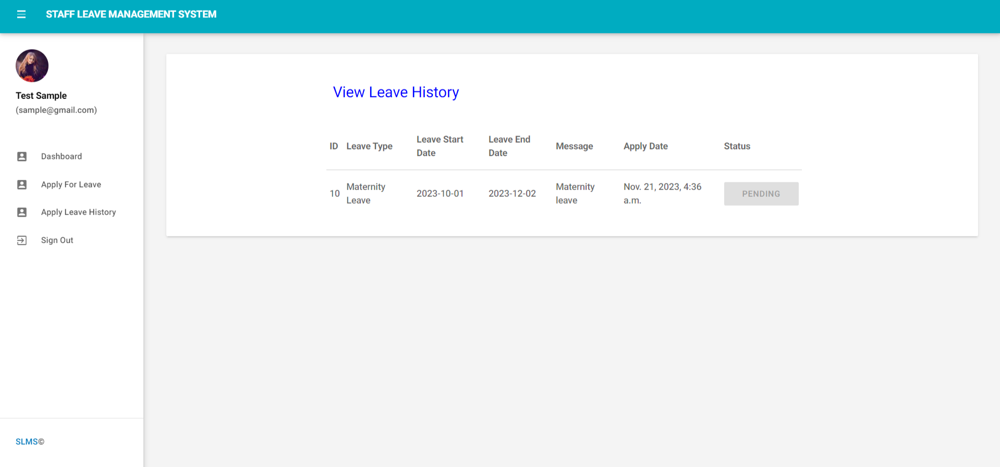 STAFF LEAVE MANAGEMENT SYSTEM
Test Sample
(sample@gmail.com)
Dashboard
Apply For Leave
Apply Leave History
Sign Out
SLMS©
View Leave History
ID Leave Type Leave Start Date Leave End Date Message Apply Date Status
10 Maternity Leave 2023-10-01 2023-12-02 Maternity leave Nov. 21, 2023, 4:36 a.m. PENDING